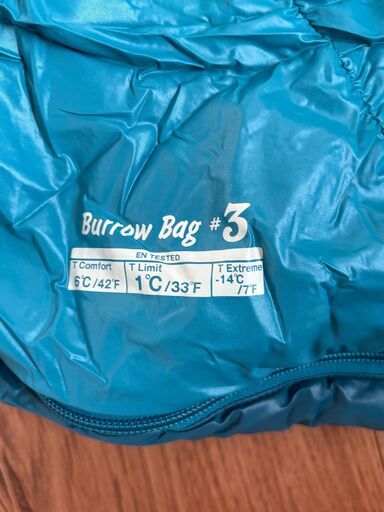 Burrow Bag #3
EN TESTED
T Comfort T Limit T Extreme
6℃/42°F 1℃/33°F -14℃
/7°F